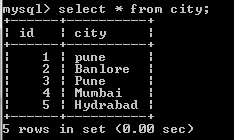 mysql> select * from city;
+------+----------+
| id   | city     |
+------+----------+
|    1 | pune     |
|    2 | Banlore  |
|    3 | Pune     |
|    4 | Mumbai   |
|    5 | Hydrabad |
+------+----------+
5 rows in set (0.00 sec)